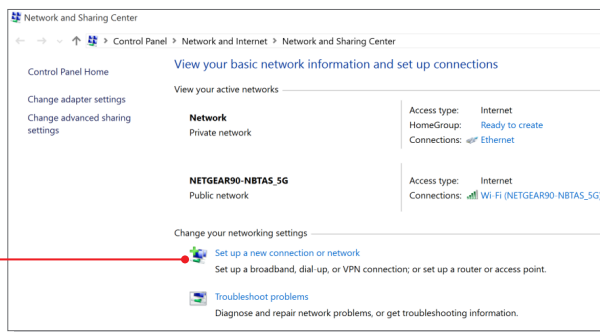 Network and Sharing Center
Control Panel > Network and Internet > Network and Sharing Center
Control Panel Home
Change adapter settings
Change advanced sharing
settings
View your basic network information and set up connections
View your active networks
Network
Private network
Access type: Internet
HomeGroup: Ready to create
Connections: Ethernet
NETGEAR90-NBTAS_5G
Public network
Access type: Internet
Connections: Wi-Fi (NETGEAR90-NBTAS_5G)
Change your networking settings
Set up a new connection or network
Set up a broadband, dial-up, or VPN connection; or set up a router or access point.
Troubleshoot problems
Diagnose and repair network problems, or get troubleshooting information.